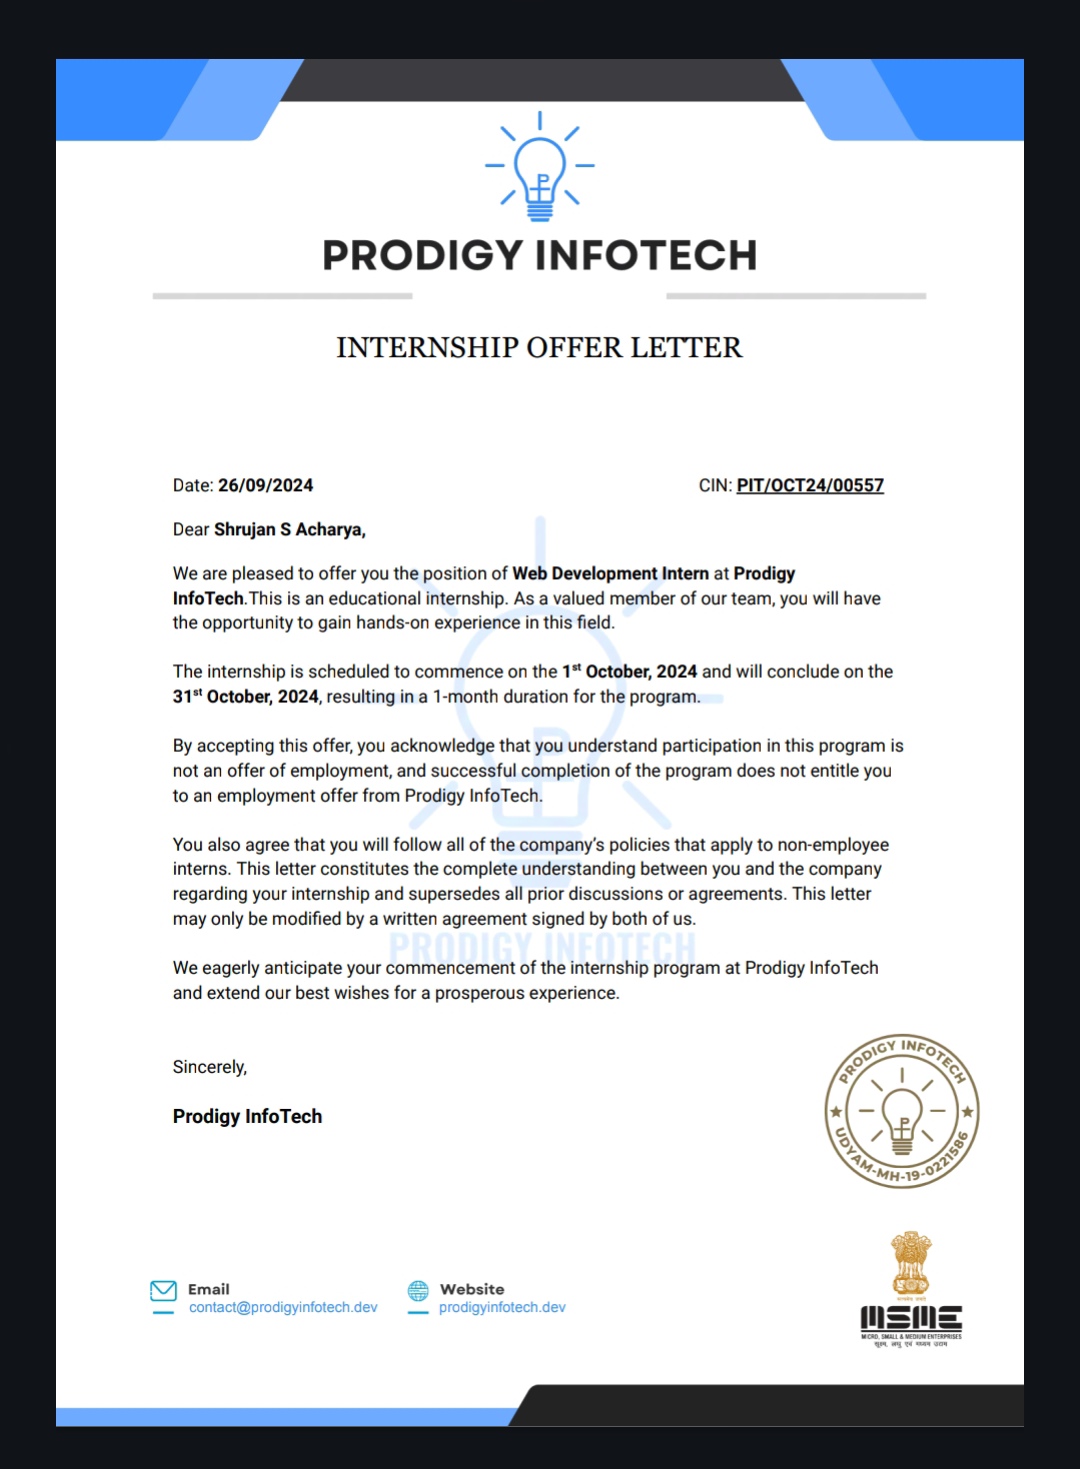 PRODIGY INFOTECH
INTERNSHIP OFFER LETTER
Date: 26/09/2024 CIN: PIT/OCT24/00557
Dear Shrujan S Acharya,
We are pleased to offer you the position of Web Development Intern at Prodigy
InfoTech.This is an educational internship. As a valued member of our team, you will have
the opportunity to gain hands-on experience in this field.
The internship is scheduled to commence on the 1st October, 2024 and will conclude on the
31st October, 2024, resulting in a 1-month duration for the program.
By accepting this offer, you acknowledge that you understand participation in this program is
not an offer of employment, and successful completion of the program does not entitle you
to an employment offer from Prodigy InfoTech.
You also agree that you will follow all of the company's policies that apply to non-employee
interns. This letter constitutes the complete understanding between you and the company
regarding your internship and supersedes all prior discussions or agreements. This letter
may only be modified by a written agreement signed by both of us.
PRODIGY INFOTECH
We eagerly anticipate your commencement of the internship program at Prodigy InfoTech
and extend our best wishes for a prosperous experience.
Sincerely,
Prodigy InfoTech
PRODIGY INFOTECH
UDYAM-MH-19-0221586
Email
contact@prodigyinfotech.dev
Website
prodigyinfotech.dev
सत्यमेव जयते
MSME
MICRO, SMALL & MEDIUM ENTERPRISES
सूक्ष्म, लघु एवं मध्यम उद्यम